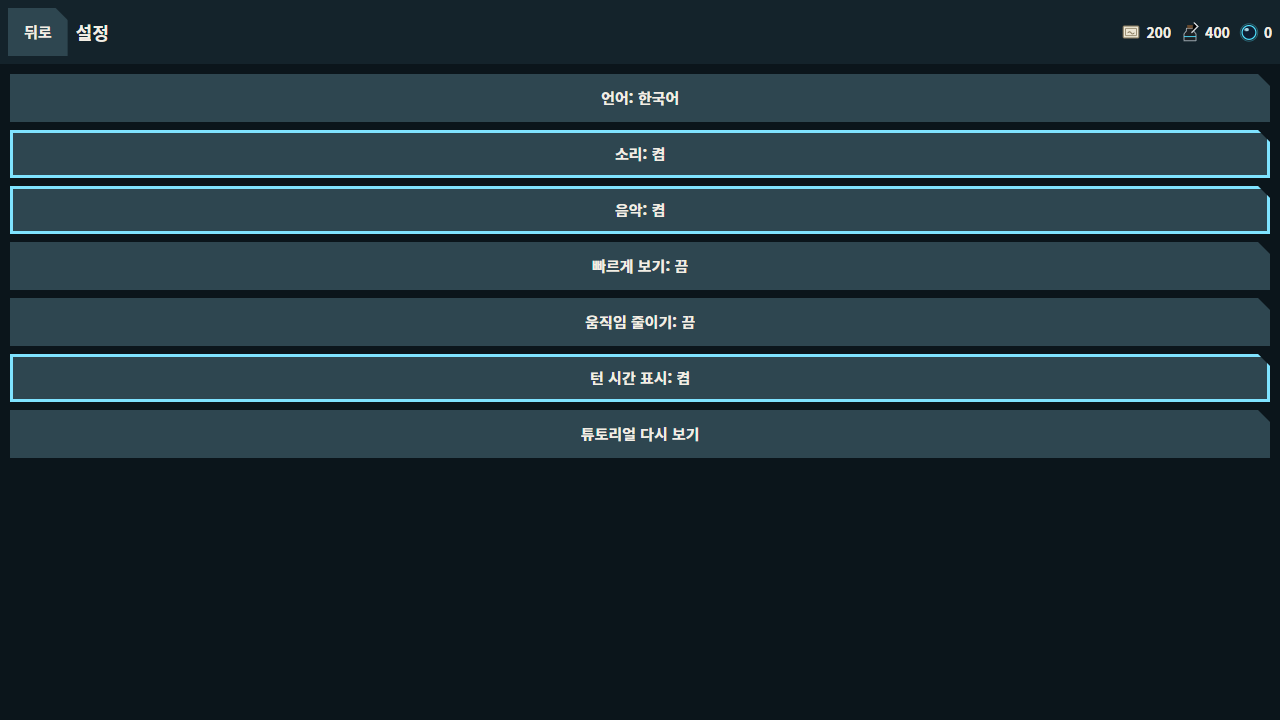 뒤로 설정 200 400 0
언어: 한국어
소리: 켬
음악: 켬
빠르게 보기: 끔
움직임 줄이기: 끔
턴 시간 표시: 켬
튜토리얼 다시 보기